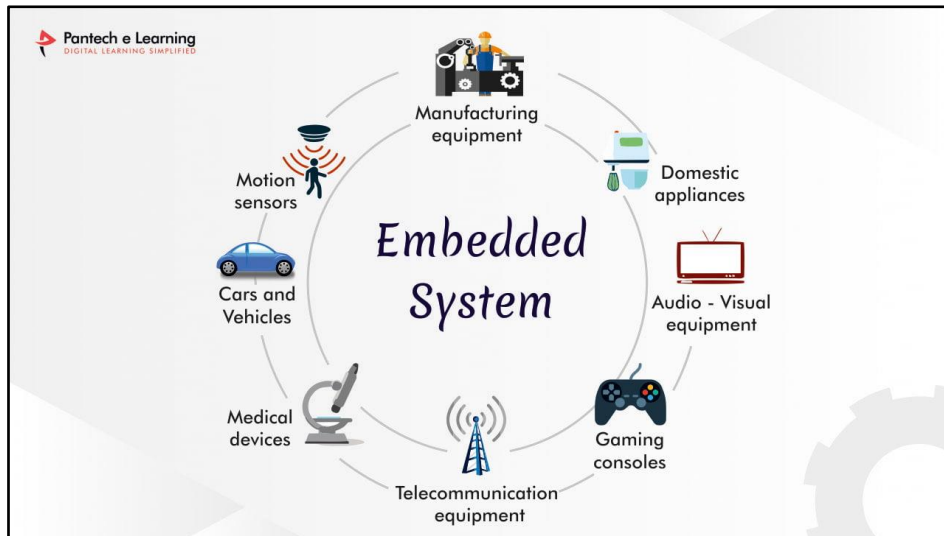 Pantech e Learning
DIGITAL LEARNING SIMPLIFIED
Manufacturing
equipment
Domestic
appliances
Audio - Visual
equipment
Gaming
consoles
Telecommunication
equipment
Medical
devices
Cars and
Vehicles
Motion
sensors
Embedded
System